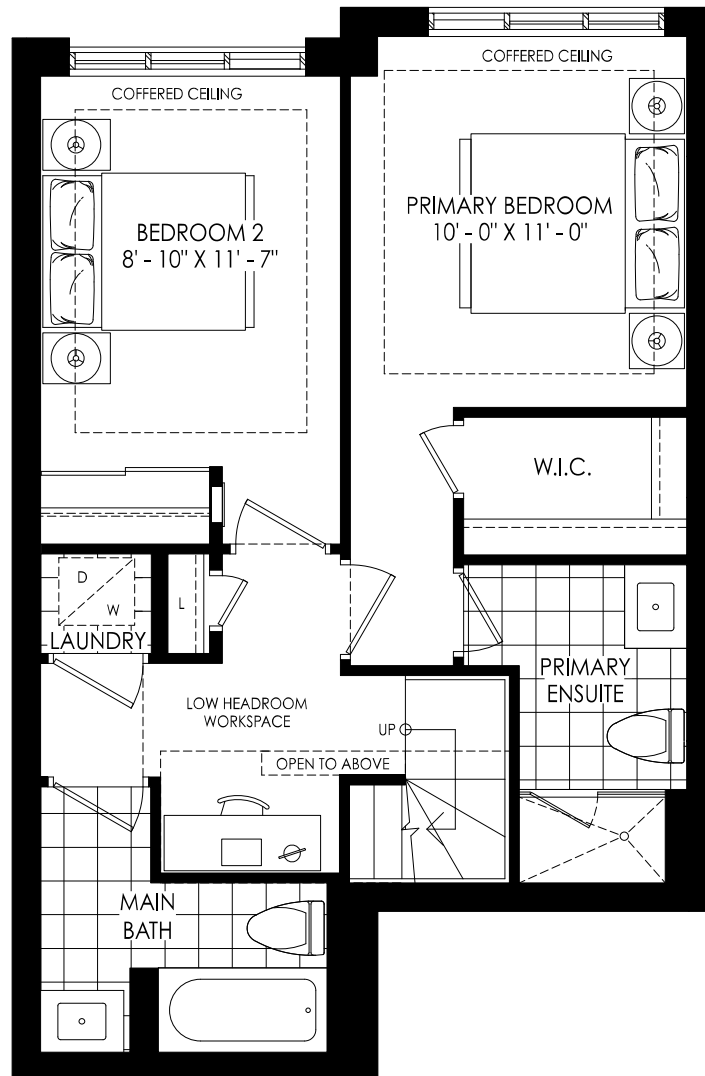 COFFERED CEILING
COFFERED CEILING
BEDROOM 2
8' - 10" X 11' - 7"
PRIMARY BEDROOM
10' - 0" X 11' - 0"
W.I.C.
D
W
LAUNDRY
L
PRIMARY
ENSUITE
LOW HEADROOM
WORKSPACE
UP
OPEN TO ABOVE
MAIN
BATH